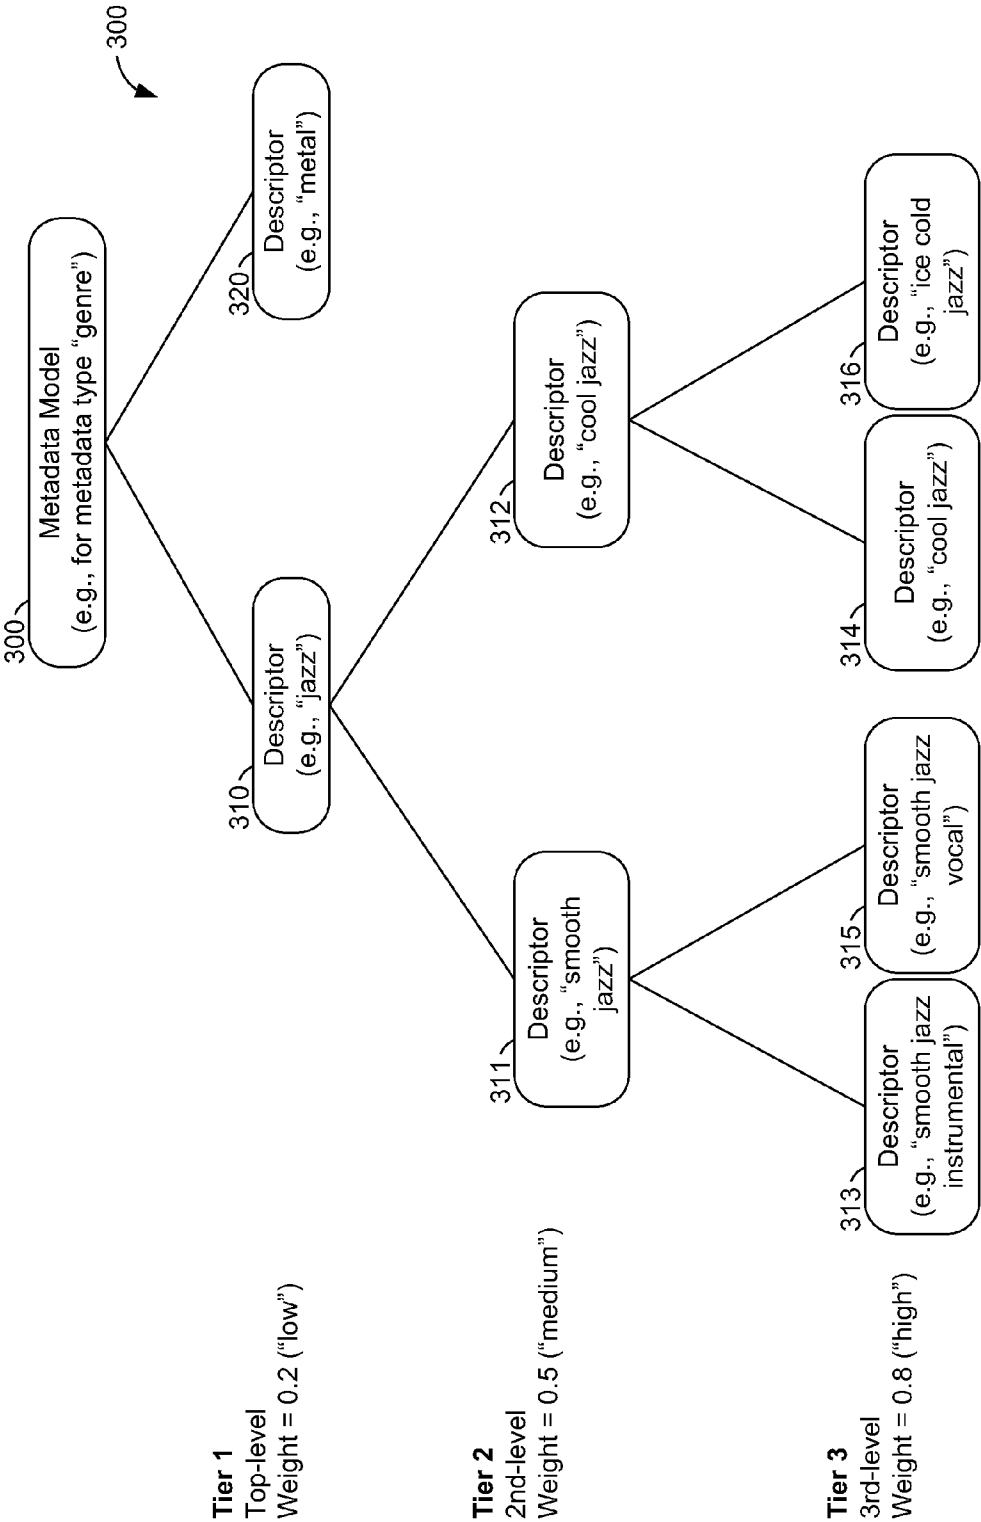 300
300
Metadata Model
(e.g., for metadata type “genre”)
Tier 1
Top-level
Weight = 0.2 (“low”)
310
Descriptor
(e.g., “jazz”)
320
Descriptor
(e.g., “metal”)
Tier 2
2nd-level
Weight = 0.5 (“medium”)
311
Descriptor
(e.g., “smooth
jazz”)
312
Descriptor
(e.g., “cool jazz”)
Tier 3
3rd-level
Weight = 0.8 (“high”)
313
Descriptor
(e.g., “smooth jazz
instrumental”)
315
Descriptor
(e.g., “smooth jazz
vocal”)
314
Descriptor
(e.g., “cool jazz”)
316
Descriptor
(e.g., “ice cold
jazz”)